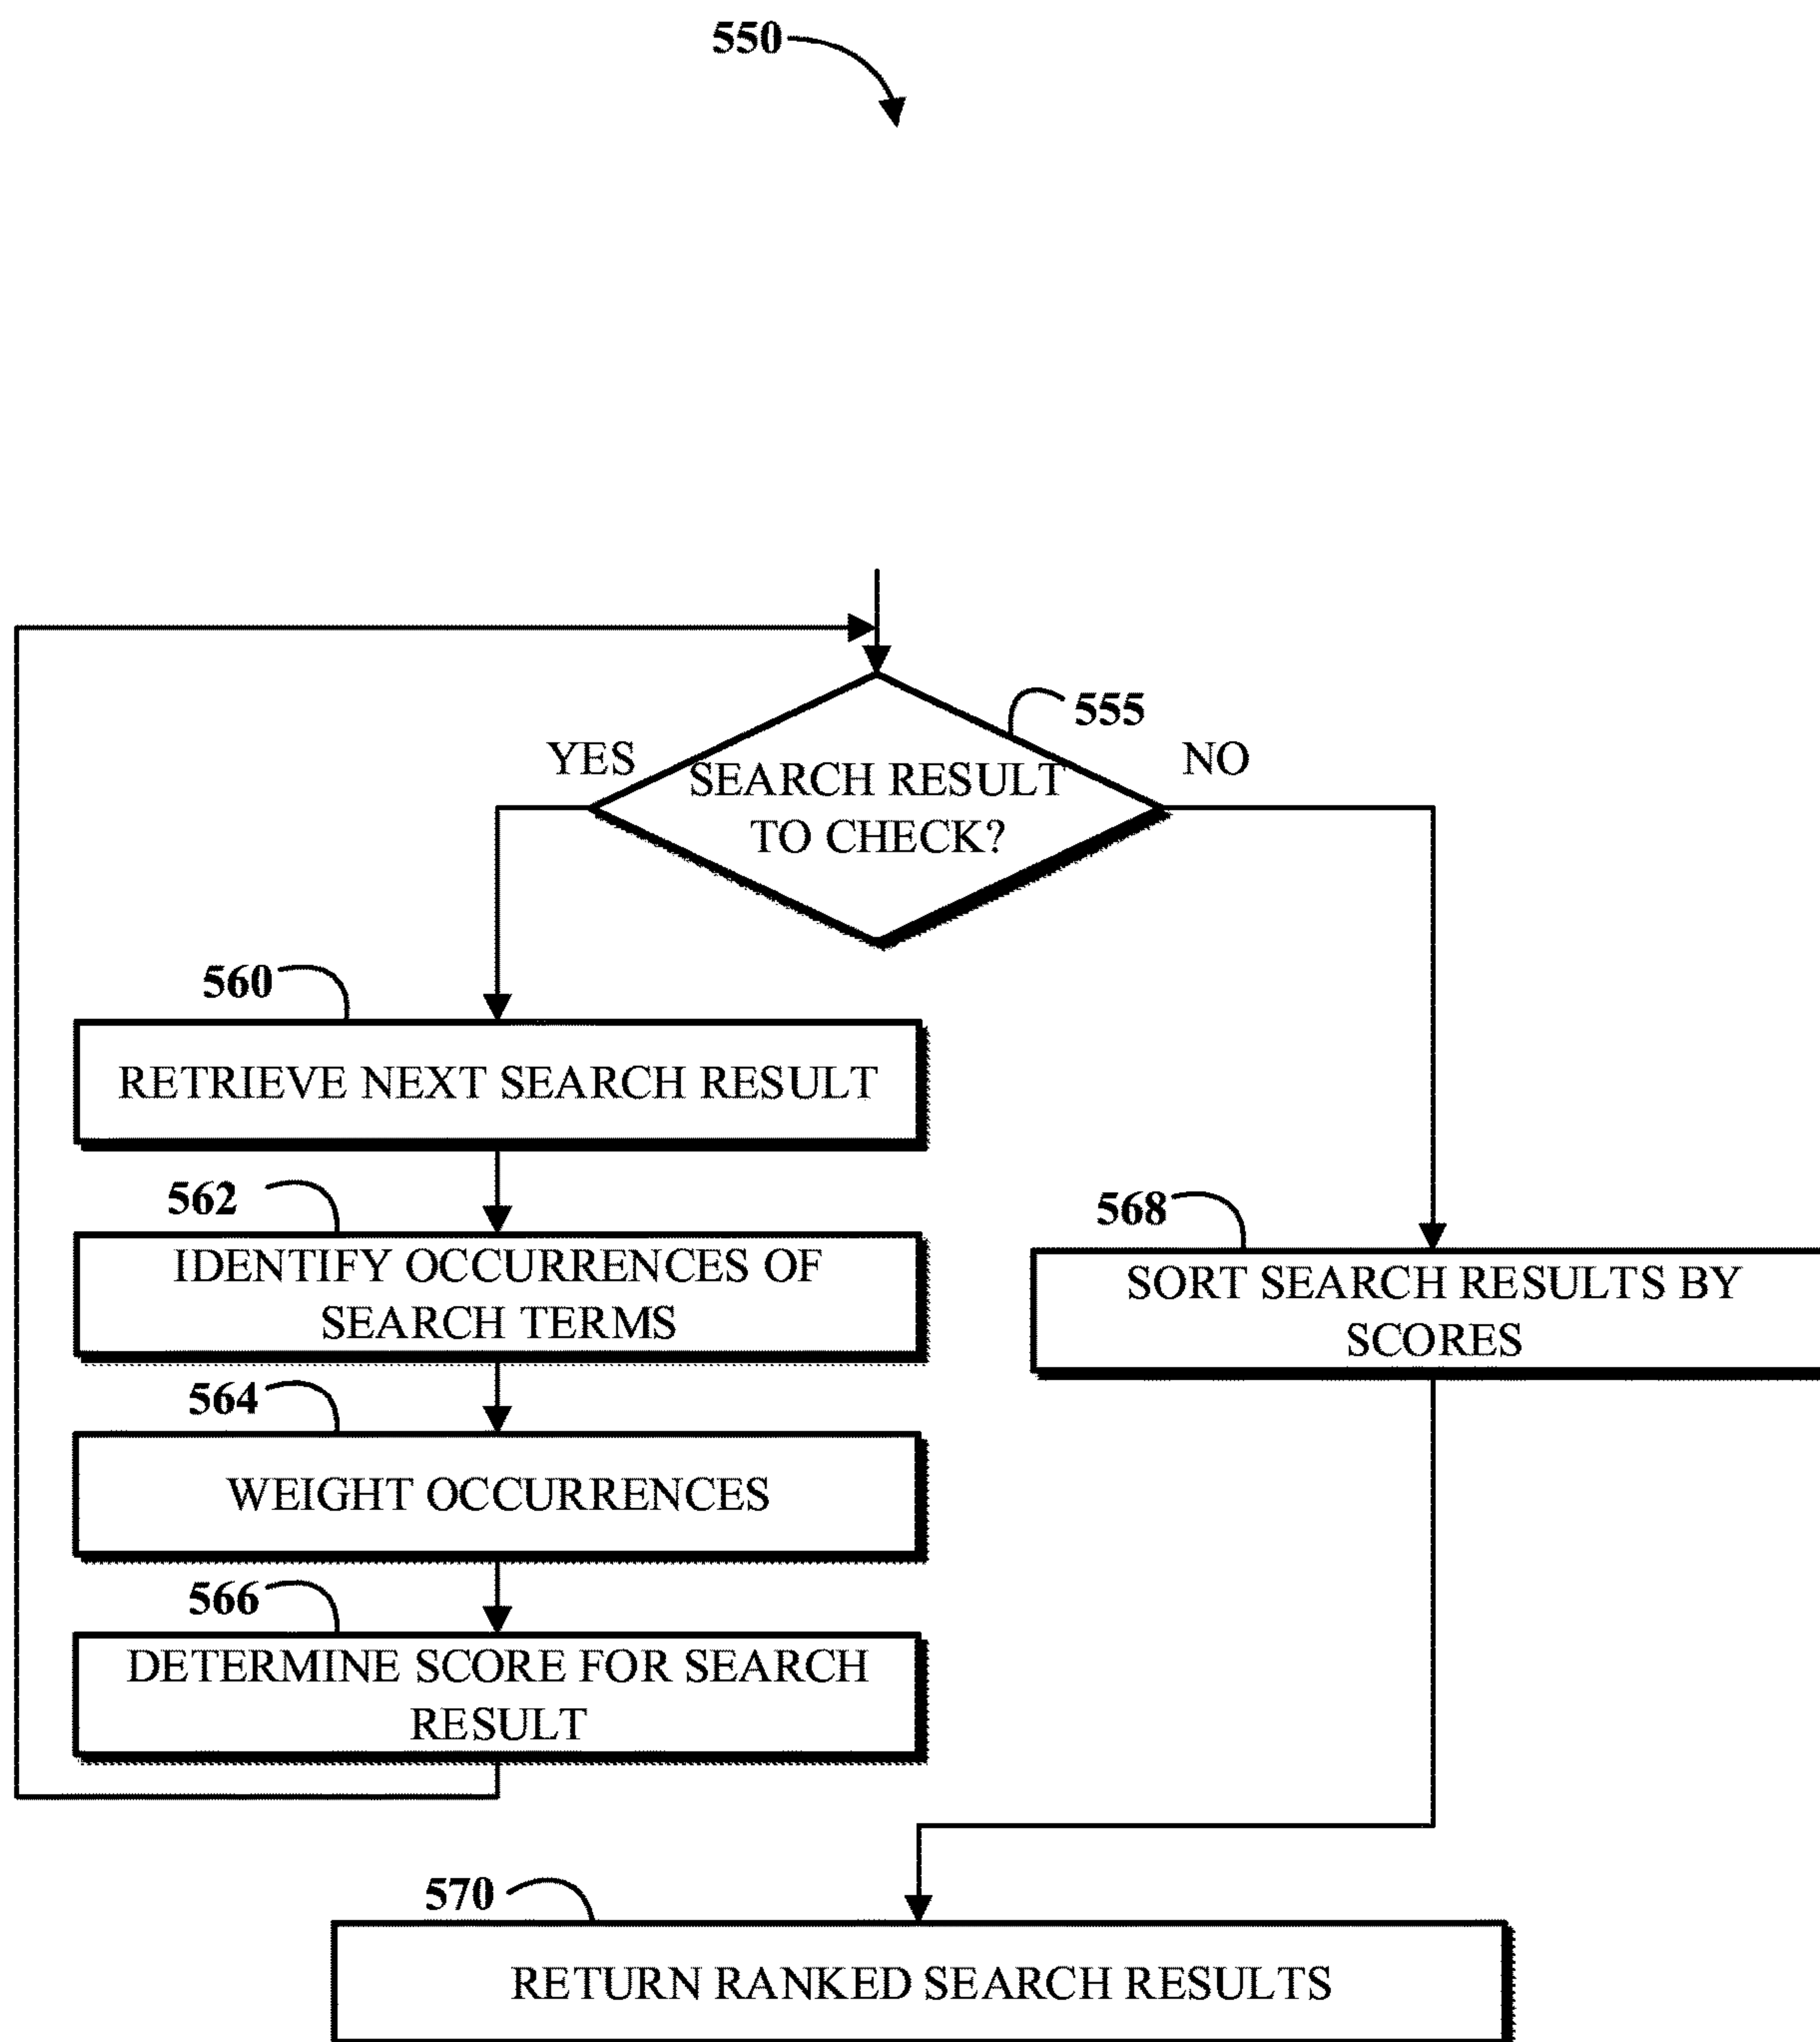 550
555
YES
NO
SEARCH RESULT
TO CHECK?
560
RETRIEVE NEXT SEARCH RESULT
562
IDENTIFY OCCURRENCES OF
SEARCH TERMS
568
SORT SEARCH RESULTS BY
SCORES
564
WEIGHT OCCURRENCES
566
DETERMINE SCORE FOR SEARCH
RESULT
570
RETURN RANKED SEARCH RESULTS